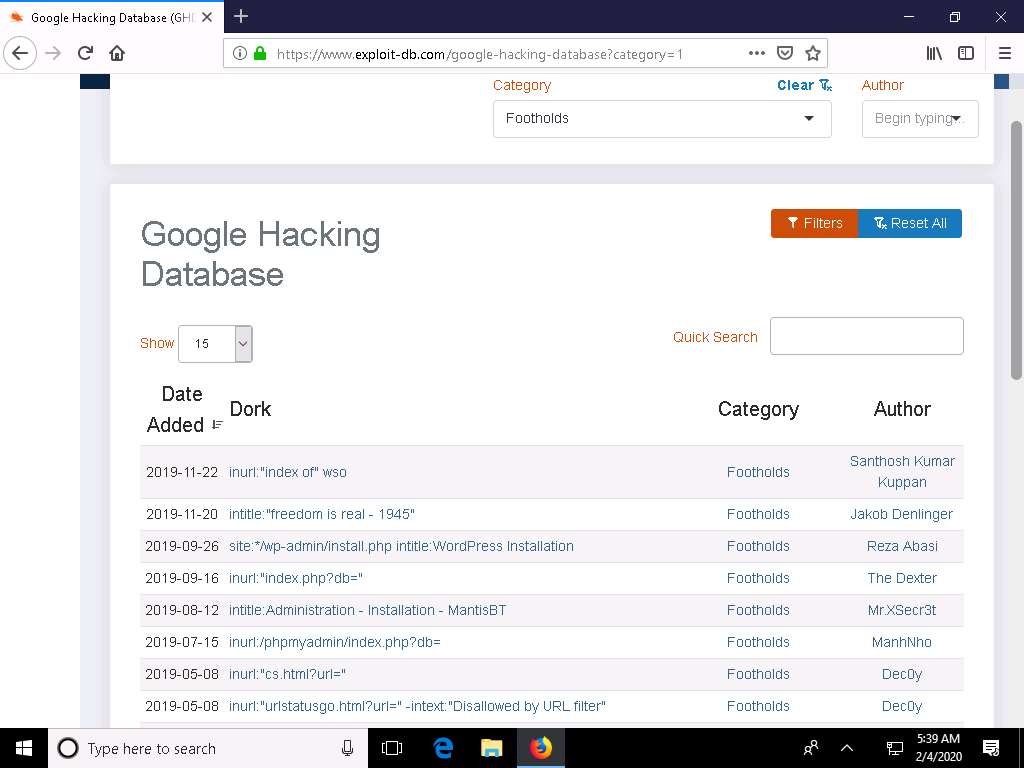 Google Hacking Database (GHD
https://www.exploit-db.com/google-hacking-database?category=1
Category
Clear
Author
Footholds
Begin typing...
Google Hacking
Database
Filters
Reset All
Show
15
Quick Search
Date
Added
Dork
Category
Author
2019-11-22 inurl:"index of" wso Footholds Santhosh Kumar
Kuppan
2019-11-20 intitle:"freedom is real - 1945" Footholds Jakob Denlinger
2019-09-26 site:*/wp-admin/install.php intitle:WordPress Installation Footholds Reza Abasi
2019-09-16 inurl:"index.php?db=" Footholds The Dexter
2019-08-12 intitle:Administration - Installation - MantisBT Footholds Mr.XSecr3t
2019-07-15 inurl:/phpmyadmin/index.php?db= Footholds ManhNho
2019-05-08 inurl:"cs.html?url=" Footholds Dec0y
2019-05-08 inurl:"urlstatusgo.html?url=" -intext:"Disallowed by URL filter" Footholds Dec0y
Type here to search
5:39 AM
2/4/2020